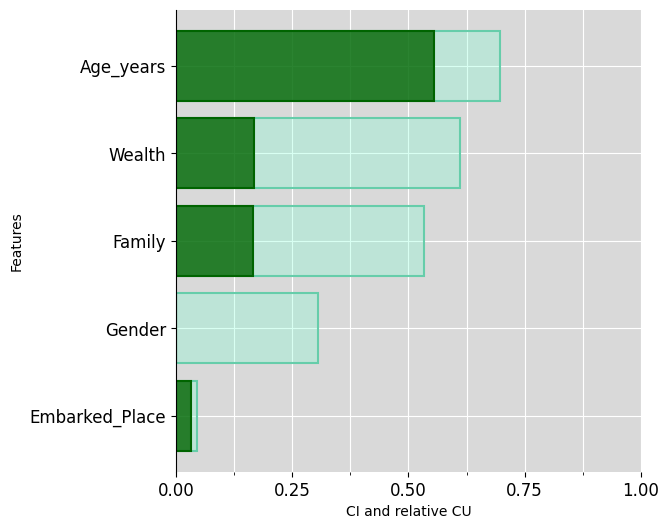 Age_years
Wealth
Family
Gender
Embarked_Place
Features
0.00
0.25
0.50
0.75
1.00
CI and relative CU